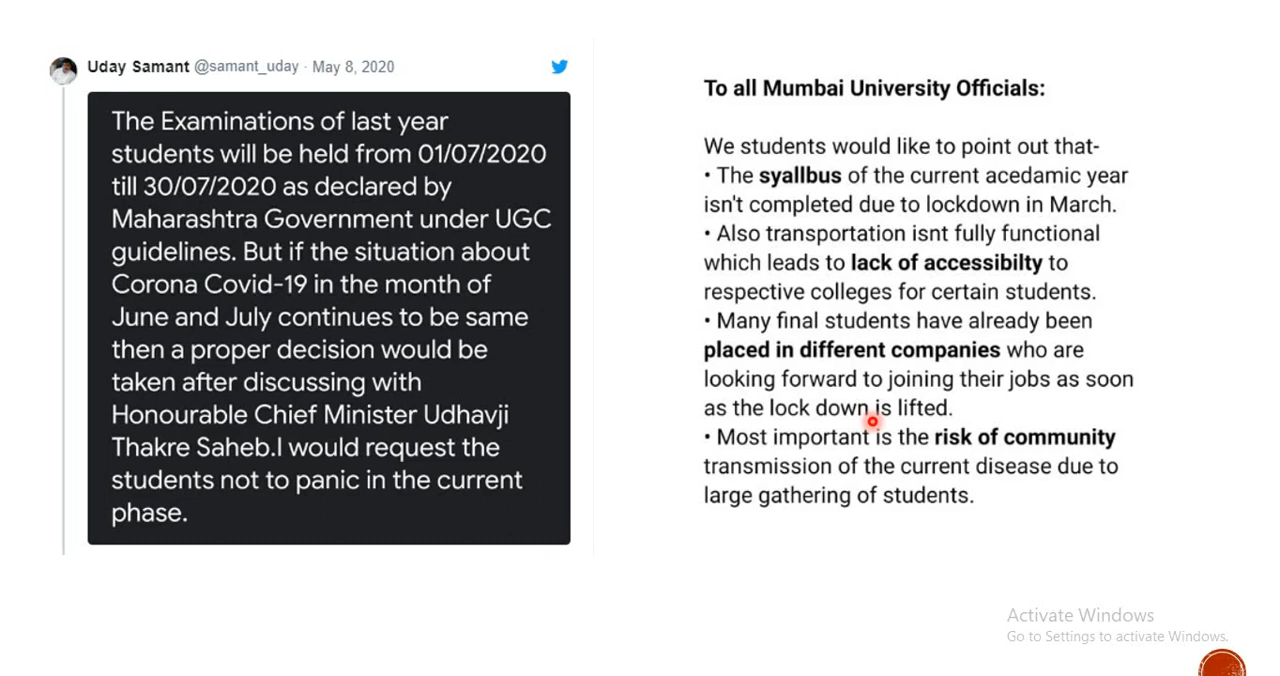 Uday Samant @samant_uday · May 8, 2020
The Examinations of last year
students will be held from 01/07/2020
till 30/07/2020 as declared by
Maharashtra Government under UGC
guidelines. But if the situation about
Corona Covid-19 in the month of
June and July continues to be same
then a proper decision would be
taken after discussing with
Honourable Chief Minister Udhavji
Thakre Saheb.I would request the
students not to panic in the current
phase.
To all Mumbai University Officials:
We students would like to point out that-
• The syallbus of the current acedamic year
isn't completed due to lockdown in March.
• Also transportation isnt fully functional
which leads to lack of accessibilty to
respective colleges for certain students.
• Many final students have already been
placed in different companies who are
looking forward to joining their jobs as soon
as the lock down is lifted.
• Most important is the risk of community
transmission of the current disease due to
large gathering of students.
Activate Windows
Go to Settings to activate Windows.